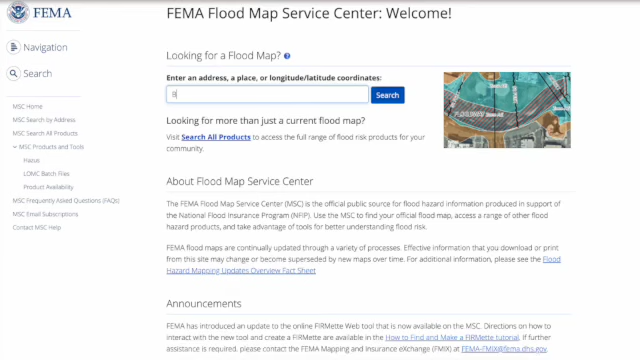 FEMA
FEMA Flood Map Service Center: Welcome!
Navigation
Search
MSC Home
MSC Search by Address
MSC Search All Products
MSC Products and Tools
Hazus
LOMC Batch Files
Product Availability
MSC Frequently Asked Questions (FAQs)
MSC Email Subscriptions
Contact MSC Help
Looking for a Flood Map?
Enter an address, a place, or longitude/latitude coordinates:
8
Search
Looking for more than just a current flood map?
Visit Search All Products to access the full range of flood risk products for your
community.
About Flood Map Service Center
The FEMA Flood Map Service Center (MSC) is the official public source for flood hazard information produced in support of
the National Flood Insurance Program (NFIP). Use the MSC to find your official flood map, access a range of other flood
hazard products, and take advantage of tools for better understanding flood risk.
FEMA flood maps are continually updated through a variety of processes. Effective information that you download or print
from this site may change or become superseded by new maps over time. For additional information, please see the Flood
Hazard Mapping Updates Overview Fact Sheet
Announcements
FEMA has introduced an update to the online FIRMette Web tool that is now available on the MSC. Directions on how to
interact with the new tool and create a FIRMette are available in the How to Find and Make a FIRMette tutorial. If further
assistance is required, please contact the FEMA Mapping and Insurance eXchange (FMIX) at FEMA-FMIX@fema.dhs.gov.